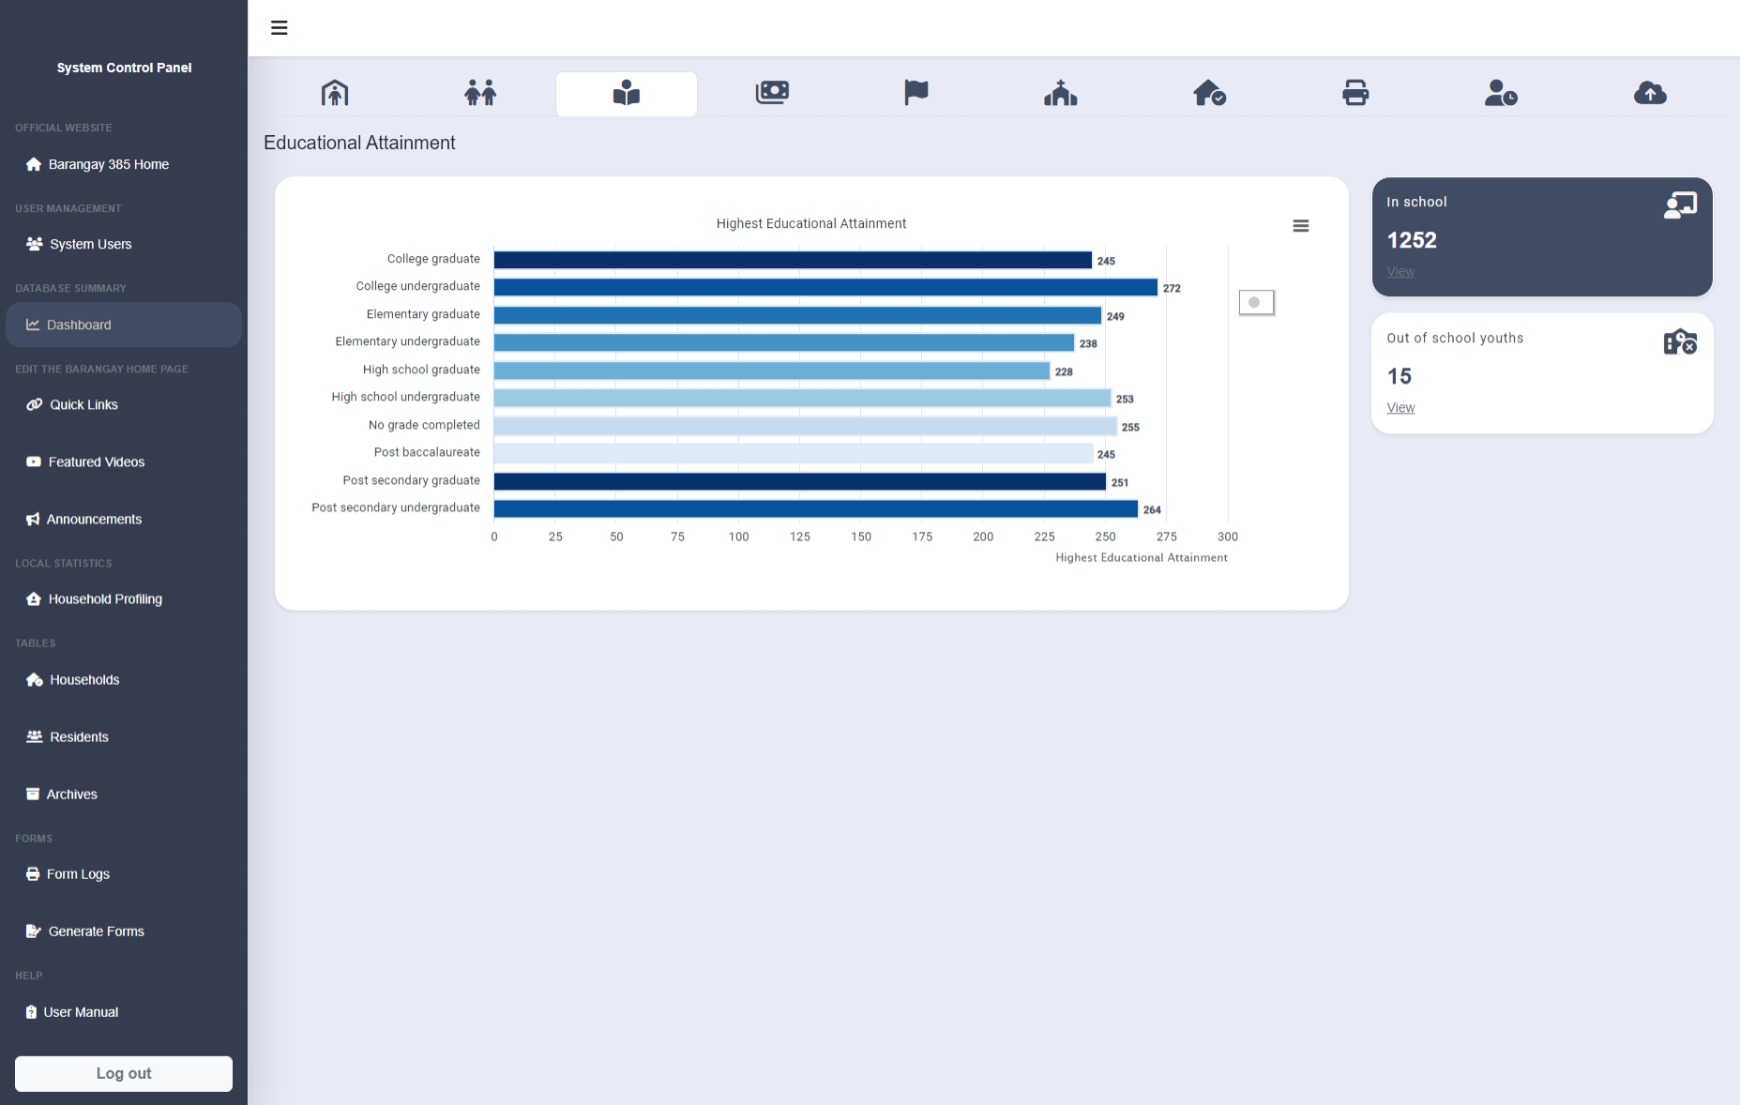 System Control Panel
OFFICIAL WEBSITE
Barangay 385 Home
USER MANAGEMENT
System Users
DATABASE SUMMARY
Dashboard
EDIT THE BARANGAY HOME PAGE
Quick Links
Featured Videos
Announcements
LOCAL STATISTICS
Household Profiling
TABLES
Households
Residents
Archives
FORMS
Form Logs
Generate Forms
HELP
User Manual
Log out
Educational Attainment
Highest Educational Attainment
College graduate 245
College undergraduate 272
Elementary graduate 249
Elementary undergraduate 238
High school graduate 228
High school undergraduate 253
No grade completed 255
Post baccalaureate 245
Post secondary graduate 251
Post secondary undergraduate 264
0 25 50 75 100 125 150 175 200 225 250 275 300
Highest Educational Attainment
In school
1252
View
Out of school youths
15
View